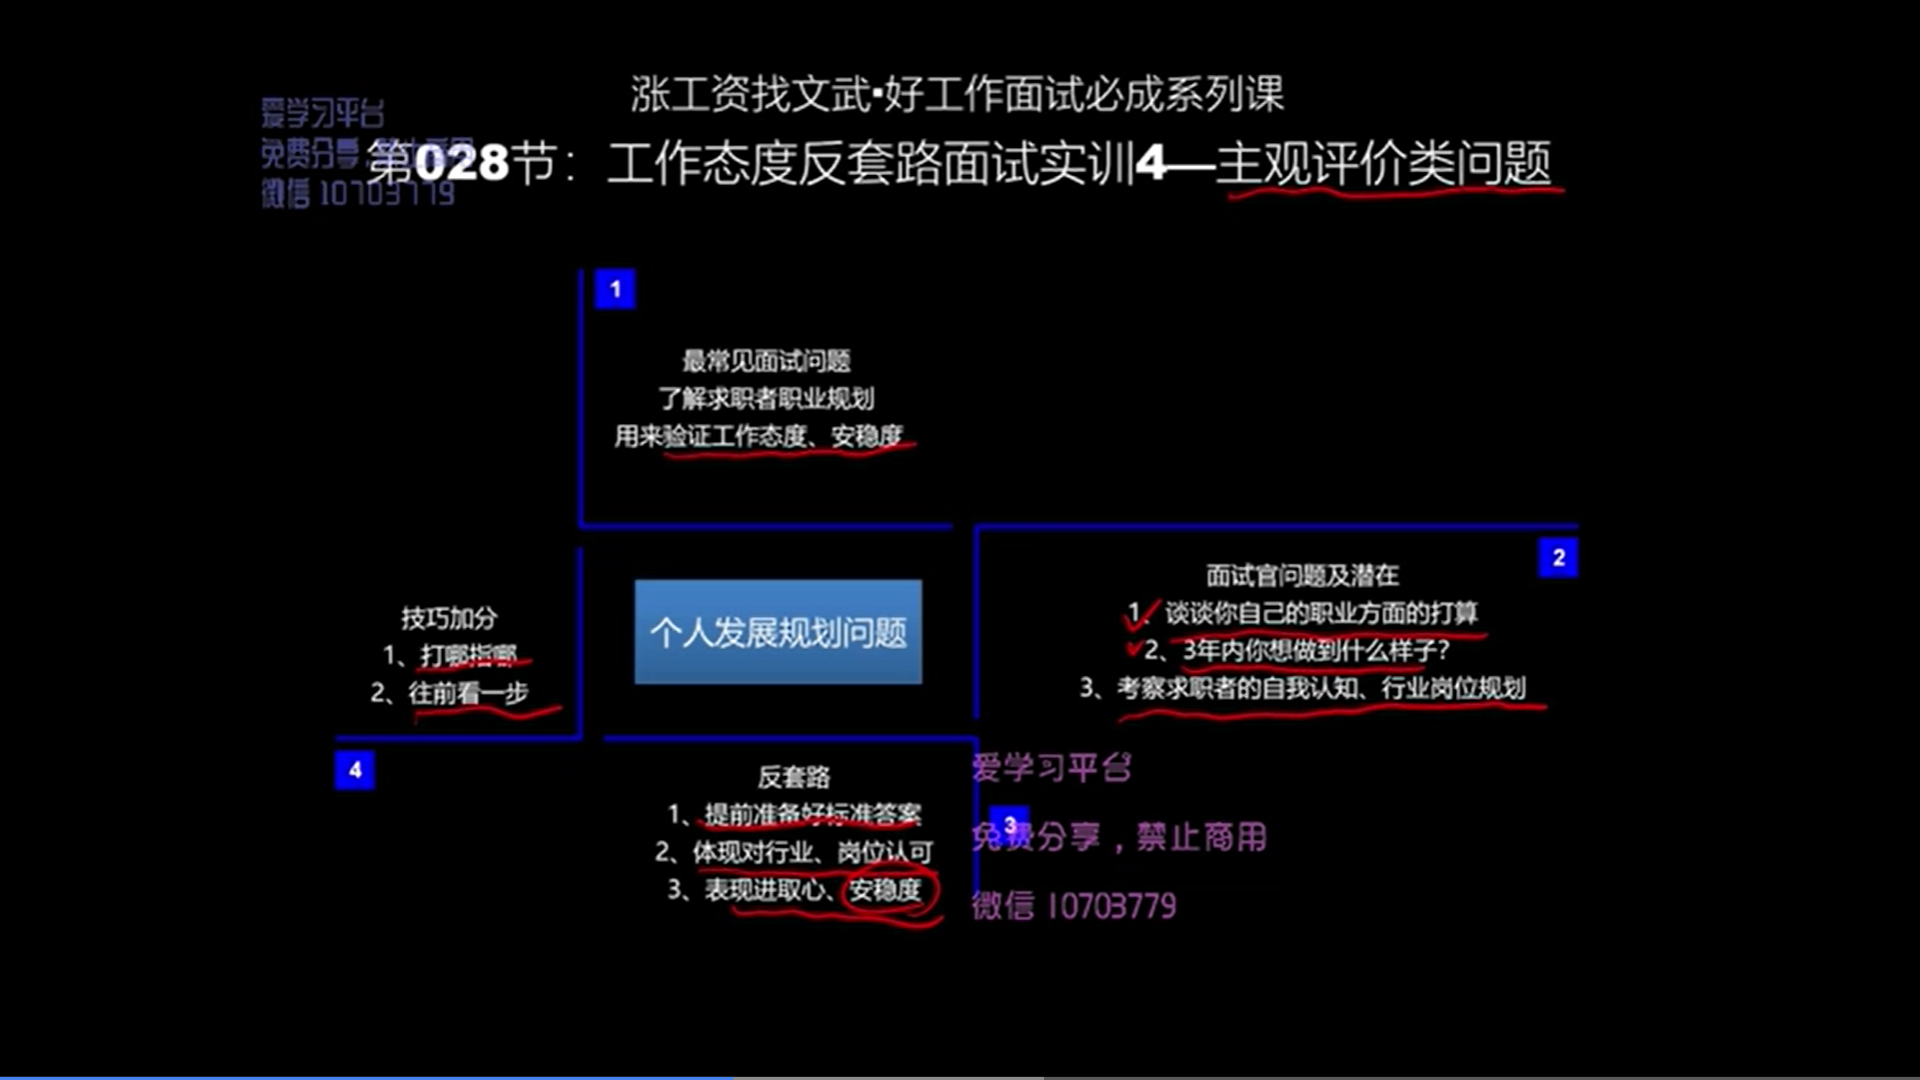 涨工资找文武·好工作面试必成系列课
爱学习平台
免费分享
第028节：工作态度反套路面试实训4—主观评价类问题
微信 10703779
1
最常见面试问题
了解求职者职业规划
用来验证工作态度、安稳度
2
面试官问题及潜在
1、谈谈你自己的职业方面的打算
2、3年内你想做到什么样子？
3、考察求职者的自我认知、行业岗位规划
个人发展规划问题
技巧加分
1、打哪指哪
2、往前看一步
4
反套路
1、提前准备好标准答案
2、体现对行业、岗位认可
3、表现进取心、安稳度
3
爱学习平台
免费分享，禁止商用
微信 10703779